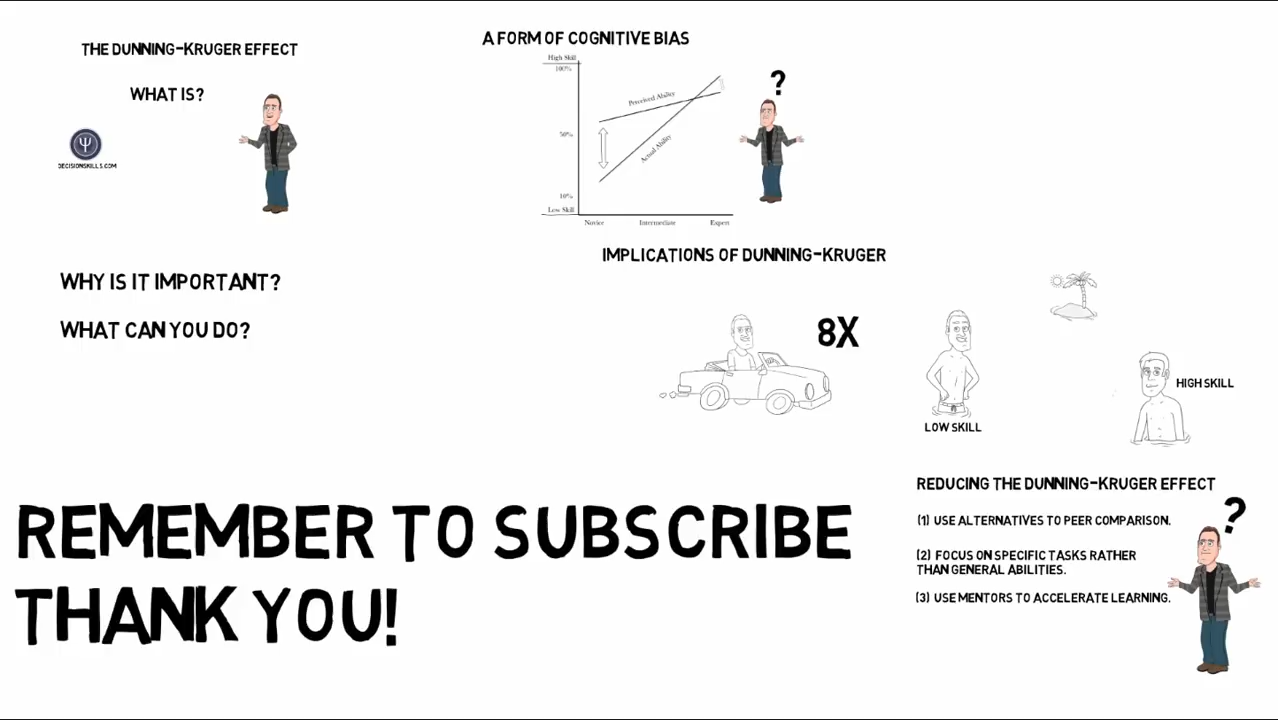 THE DUNNING-KRUGER EFFECT
WHAT IS?
Ψ
DECISIONSKILLS.COM
A FORM OF COGNITIVE BIAS
High Skill
100%
50%
10%
Low Skill
Perceived Ability
Actual Ability
Novice Intermediate Expert
?
WHY IS IT IMPORTANT?
WHAT CAN YOU DO?
IMPLICATIONS OF DUNNING-KRUGER
8X
LOW SKILL
HIGH SKILL
REMEMBER TO SUBSCRIBE
THANK YOU!
REDUCING THE DUNNING-KRUGER EFFECT
(1) USE ALTERNATIVES TO PEER COMPARISON.
(2) FOCUS ON SPECIFIC TASKS RATHER
THAN GENERAL ABILITIES.
(3) USE MENTORS TO ACCELERATE LEARNING.
?